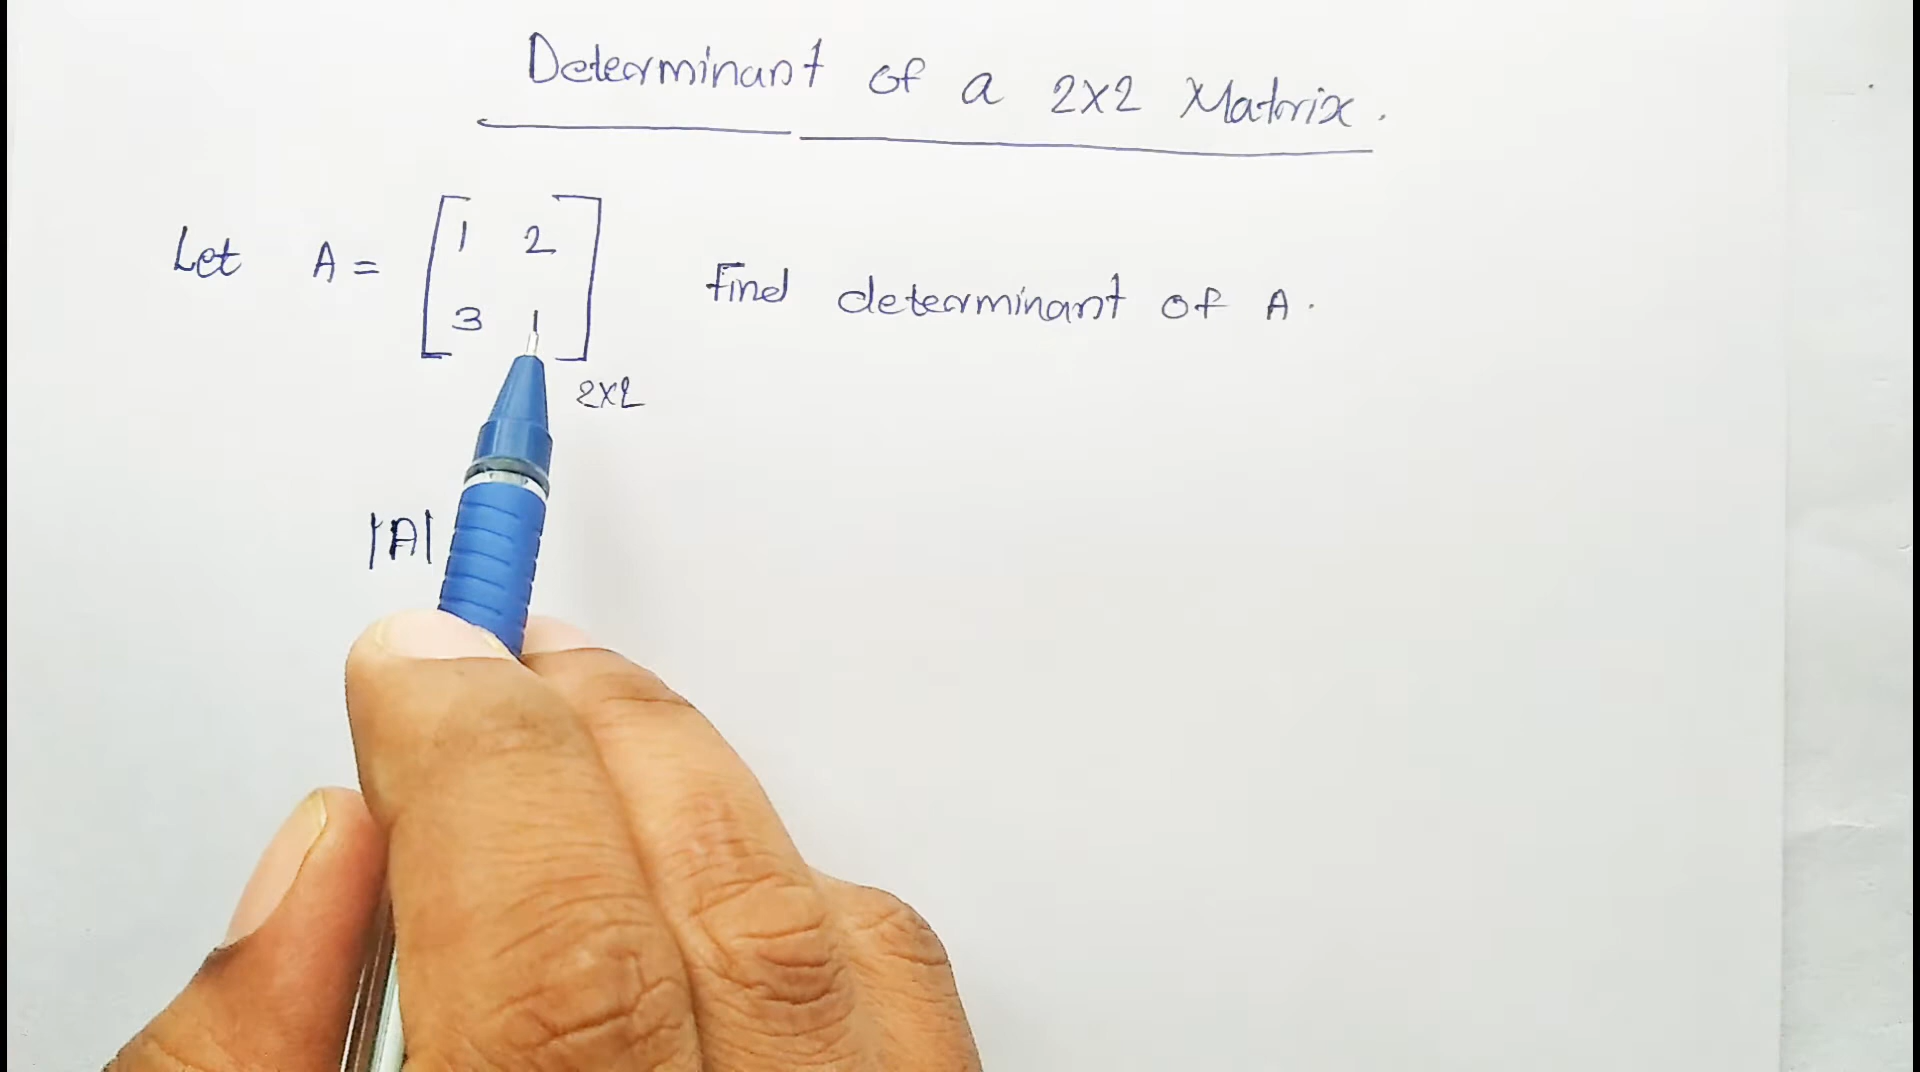 Determinant of a 2x2 Matrix.
Let A = [1 2
3 1] 2x2 Find determinant of A.
|A|